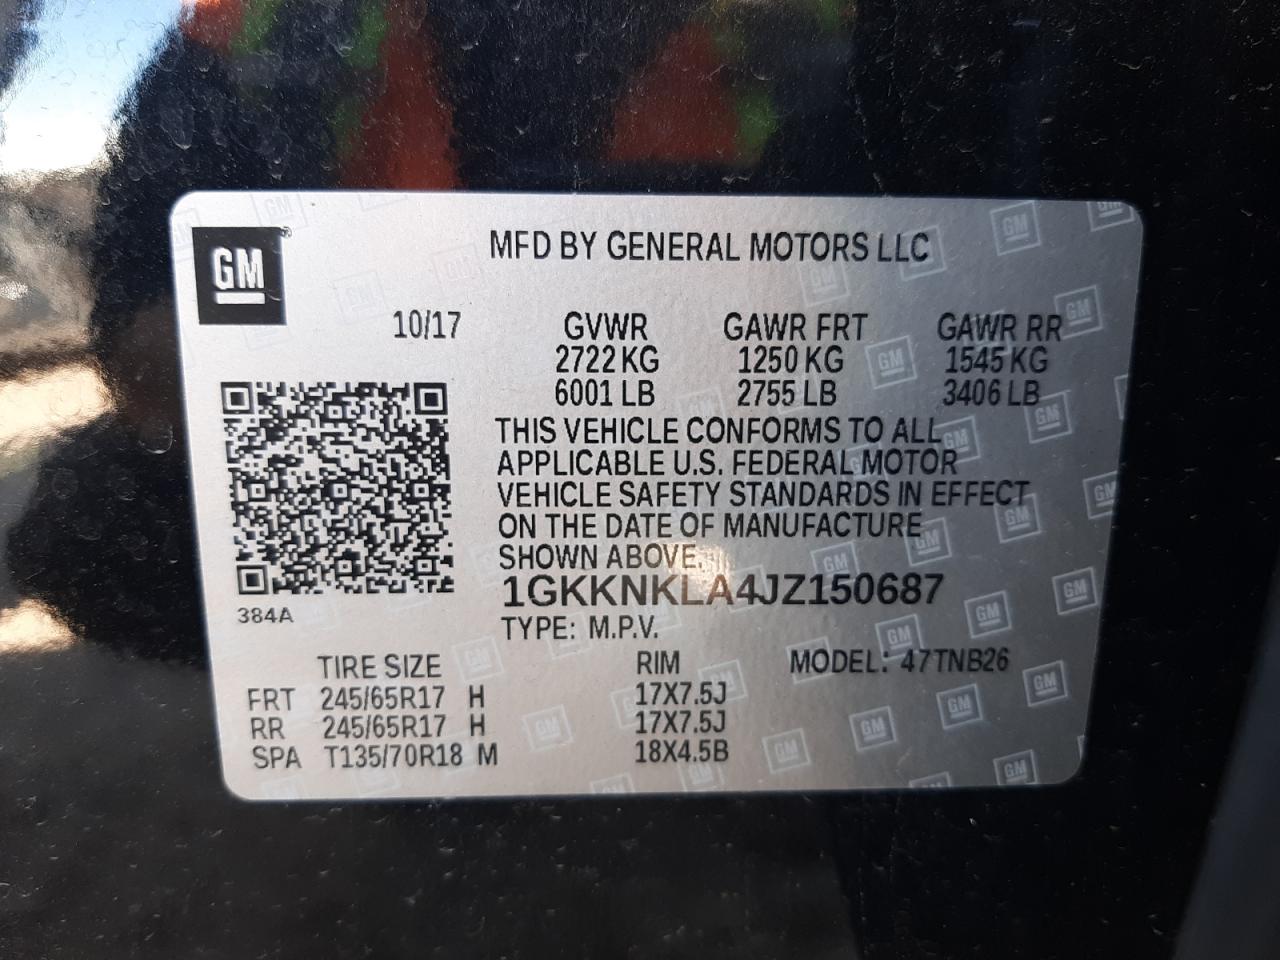 GM®
MFD BY GENERAL MOTORS LLC
10/17 GVWR GAWR FRT GAWR RR
2722 KG 1250 KG 1545 KG
6001 LB 2755 LB 3406 LB
THIS VEHICLE CONFORMS TO ALL
APPLICABLE U.S. FEDERAL MOTOR
VEHICLE SAFETY STANDARDS IN EFFECT
ON THE DATE OF MANUFACTURE
SHOWN ABOVE.
1GKKNKLA4JZ150687
384A
TYPE: M.P.V.
TIRE SIZE RIM MODEL: 47TNB26
FRT 245/65R17 H 17X7.5J
RR 245/65R17 H 17X7.5J
SPA T135/70R18 M 18X4.5B